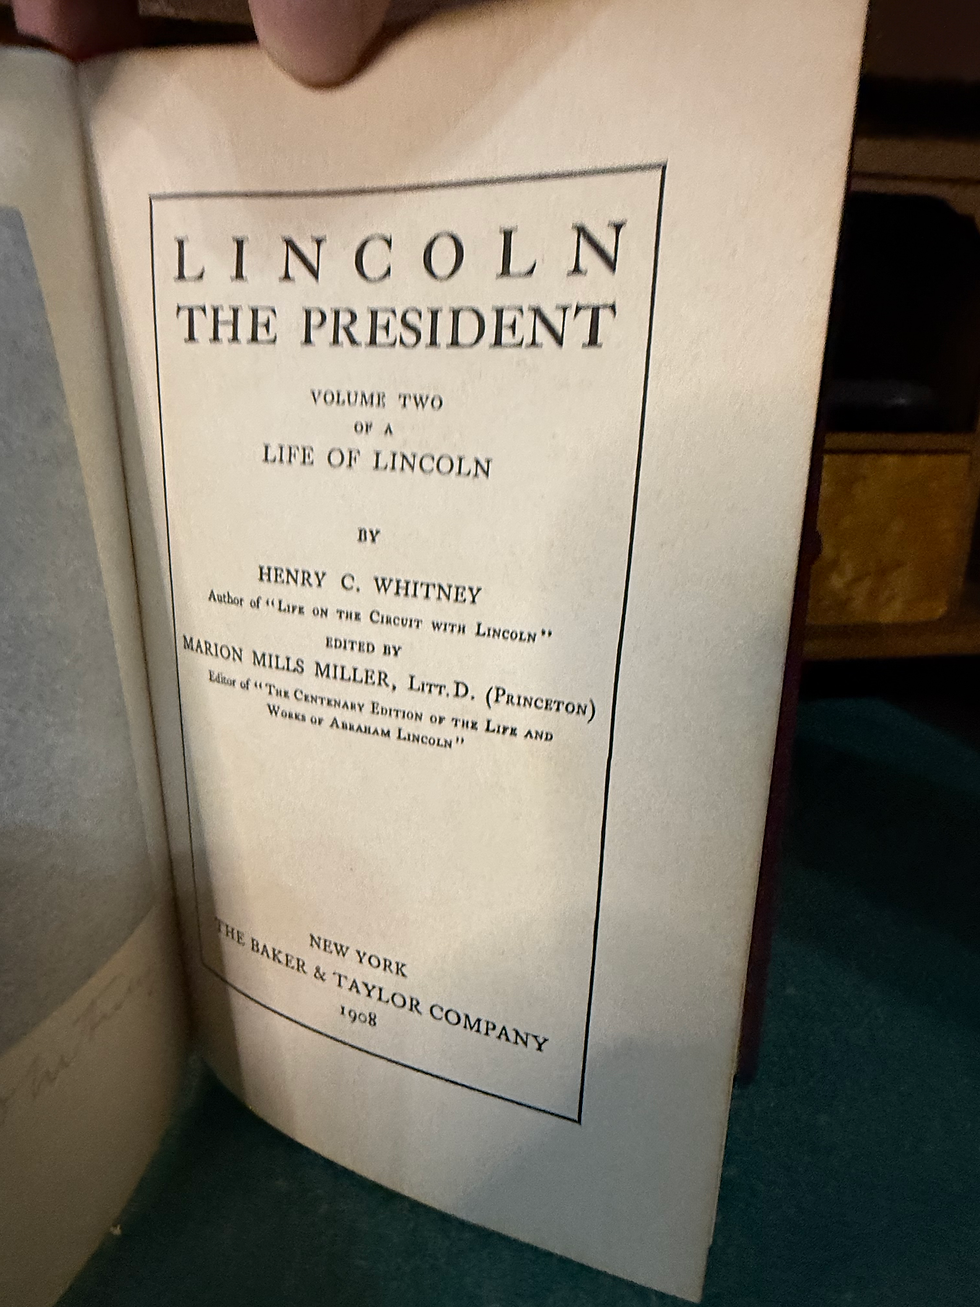 LINCOLN
THE PRESIDENT
VOLUME TWO
OF A
LIFE OF LINCOLN
BY
HENRY C. WHITNEY
Author of "LIFE ON THE CIRCUIT WITH LINCOLN"
EDITED BY
MARION MILLS MILLER, LITT.D. (PRINCETON)
Editor of "THE CENTENARY EDITION OF THE LIFE AND
WORKS OF ABRAHAM LINCOLN"
NEW YORK
THE BAKER & TAYLOR COMPANY
1908